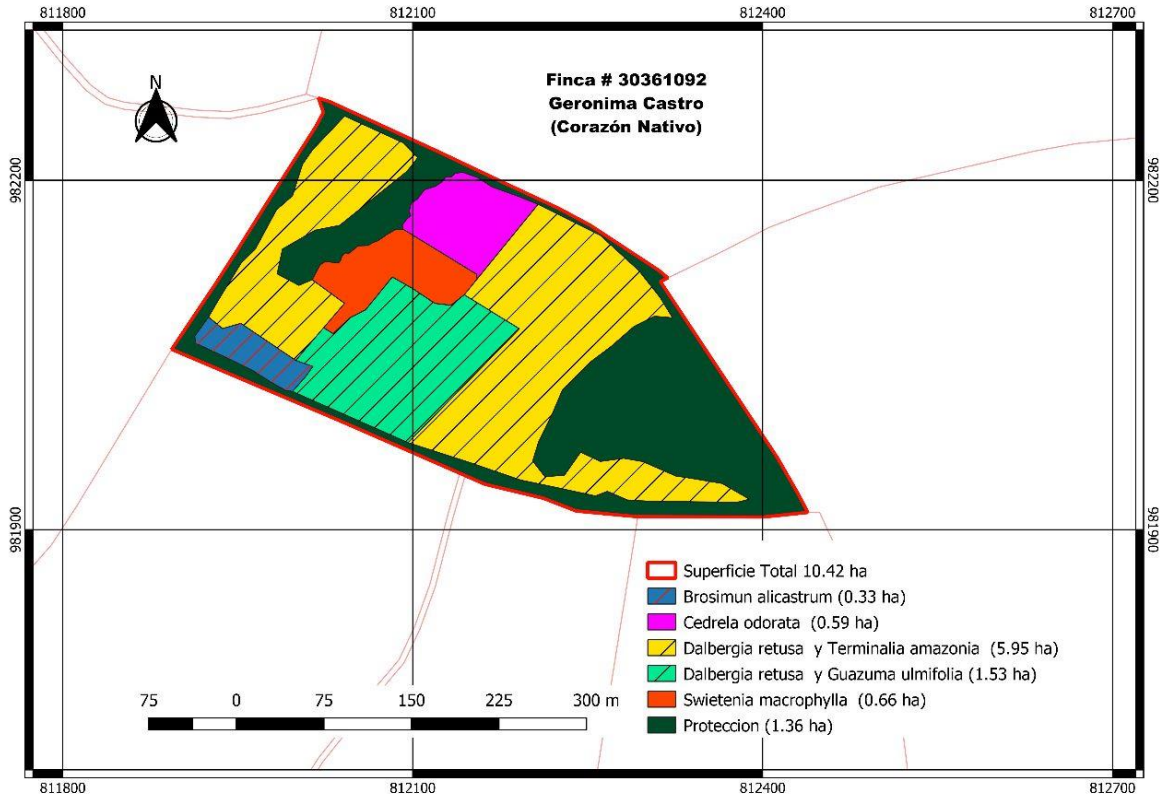 811800 812100 812400 812700
N
Finca # 30361092
Geronima Castro
(Corazón Nativo)
982200 982200
981900 981900
Superficie Total 10.42 ha
Brosimun alicastrum (0.33 ha)
Cedrela odorata (0.59 ha)
Dalbergia retusa y Terminalia amazonia (5.95 ha)
Dalbergia retusa y Guazuma ulmifolia (1.53 ha)
Swietenia macrophylla (0.66 ha)
Proteccion (1.36 ha)
75 0 75 150 225 300 m
811800 812100 812400 812700